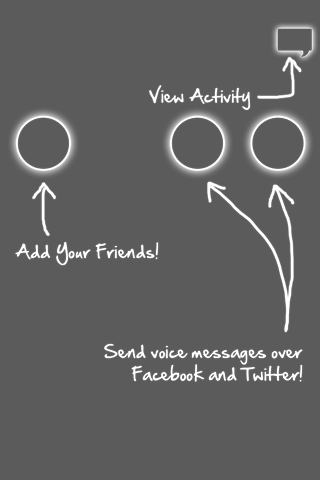 View Activity
Add Your Friends!
Send voice messages over
Facebook and Twitter!